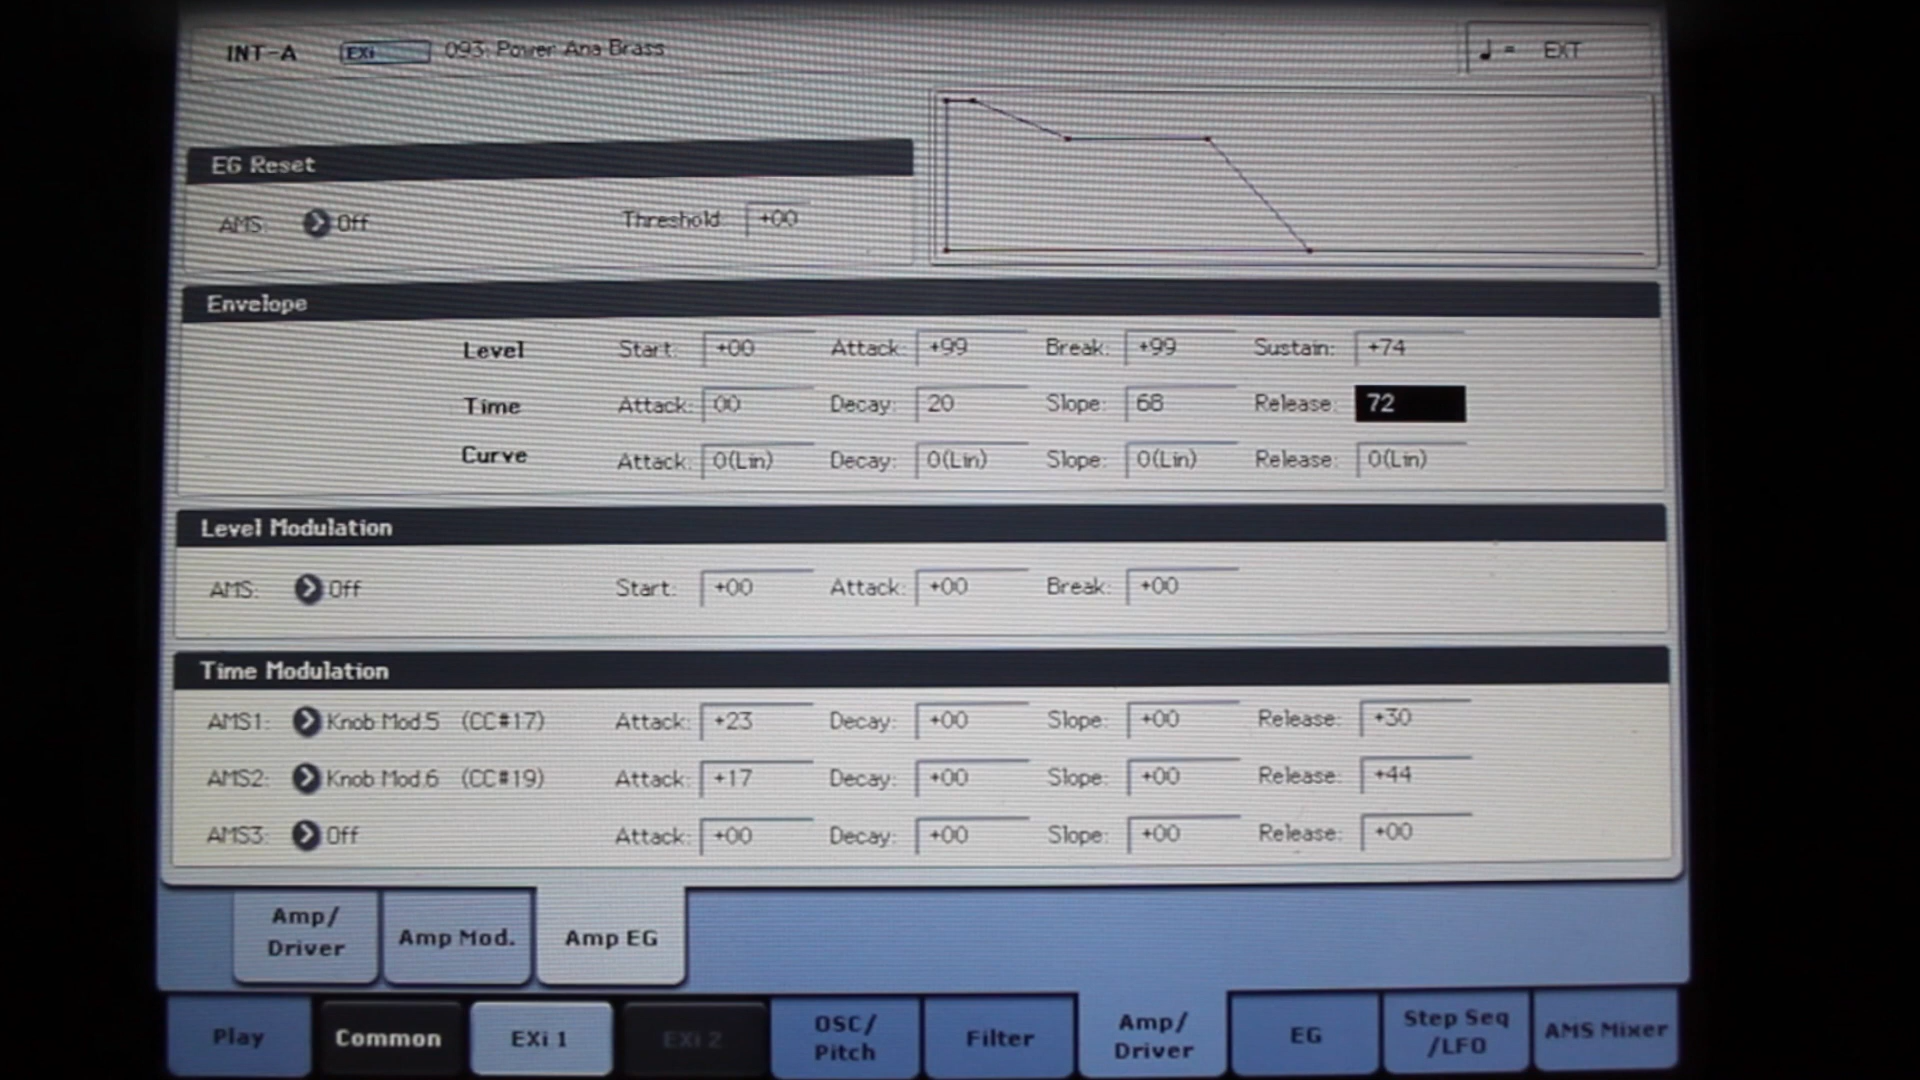 INT-A EXi 093: Power Ana Brass ♩ = EXT
EG Reset
AMS: Off Threshold +00
Envelope
Level Start: +00 Attack: +99 Break: +99 Sustain: +74
Time Attack: 00 Decay: 20 Slope: 68 Release: 72
Curve Attack: 0(Lin) Decay: 0(Lin) Slope: 0(Lin) Release: 0(Lin)
Level Modulation
AMS: Off Start: +00 Attack: +00 Break: +00
Time Modulation
AMS1: Knob Mod.5 (CC#17) Attack: +23 Decay: +00 Slope: +00 Release: +30
AMS2: Knob Mod.6 (CC#19) Attack: +17 Decay: +00 Slope: +00 Release: +44
AMS3: Off Attack: +00 Decay: +00 Slope: +00 Release: +00
Amp/
Driver
Amp Mod.
Amp EG
Play
Common
EXi 1
EXi 2
OSC/
Pitch
Filter
Amp/
Driver
EG
Step Seq
/LFO
AMS Mixer